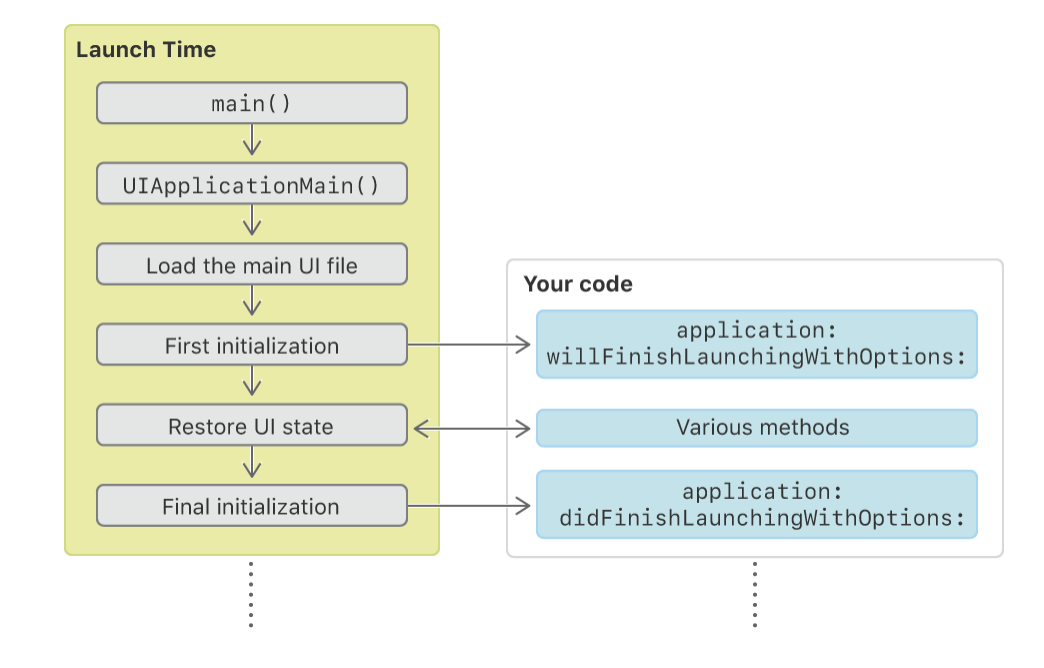 Launch Time
main()
UIApplicationMain()
Load the main UI file
First initialization
Restore UI state
Final initialization
Your code
application:
willFinishLaunchingWithOptions:
Various methods
application:
didFinishLaunchingWithOptions: